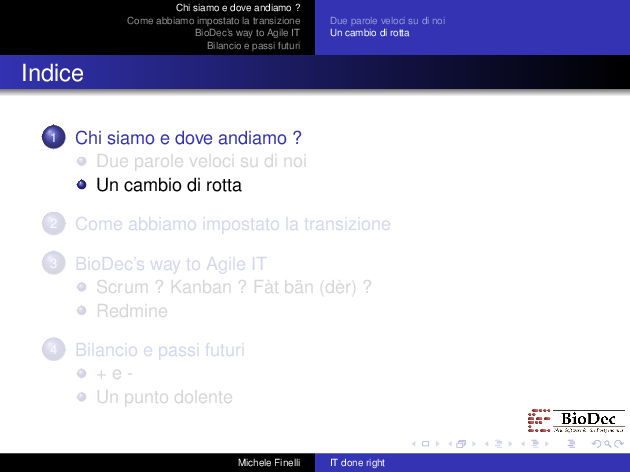 Chi siamo e dove andiamo ?
Come abbiamo impostato la transizione
BioDec's way to Agile IT
Bilancio e passi futuri
Due parole veloci su di noi
Un cambio di rotta
Indice
1 Chi siamo e dove andiamo ?
Due parole veloci su di noi
Un cambio di rotta
2 Come abbiamo impostato la transizione
3 BioDec's way to Agile IT
Scrum ? Kanban ? Fàt bän (dèr) ?
Redmine
4 Bilancio e passi futuri
+ e -
Un punto dolente
BioDec
Michele Finelli
IT done right